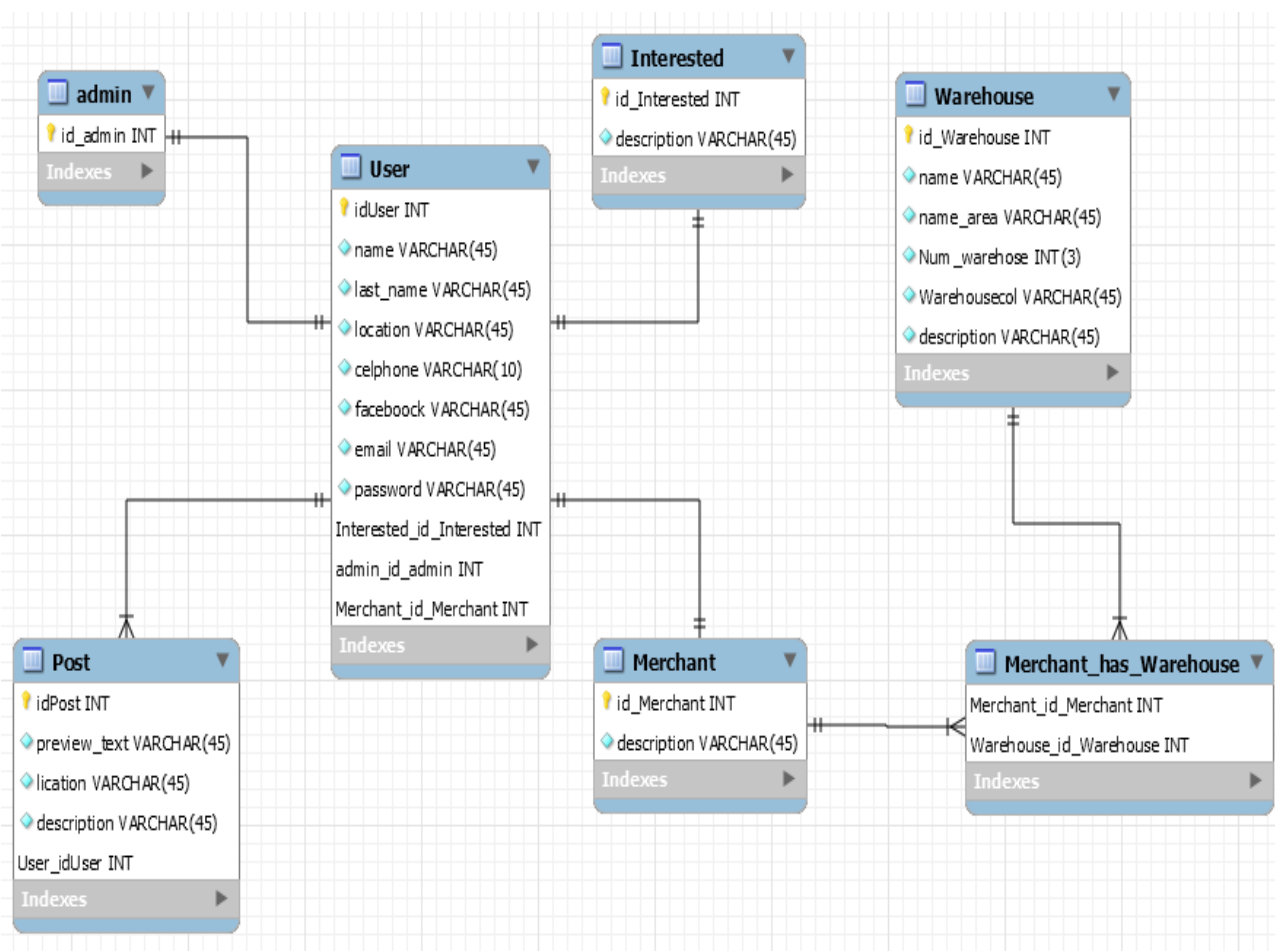 admin
id_admin INT
Indexes
User
idUser INT
name VARCHAR(45)
last_name VARCHAR(45)
location VARCHAR(45)
celphone VARCHAR(10)
faceboock VARCHAR(45)
email VARCHAR(45)
password VARCHAR(45)
Interested_id_Interested INT
admin_id_admin INT
Merchant_id_Merchant INT
Indexes
Interested
id_Interested INT
description VARCHAR(45)
Indexes
Warehouse
id_Warehouse INT
name VARCHAR(45)
name_area VARCHAR(45)
Num_warehose INT(3)
Warehousecol VARCHAR(45)
description VARCHAR(45)
Indexes
Post
idPost INT
preview_text VARCHAR(45)
lication VARCHAR(45)
description VARCHAR(45)
User_idUser INT
Indexes
Merchant
id_Merchant INT
description VARCHAR(45)
Indexes
Merchant_has_Warehouse
Merchant_id_Merchant INT
Warehouse_id_Warehouse INT
Indexes